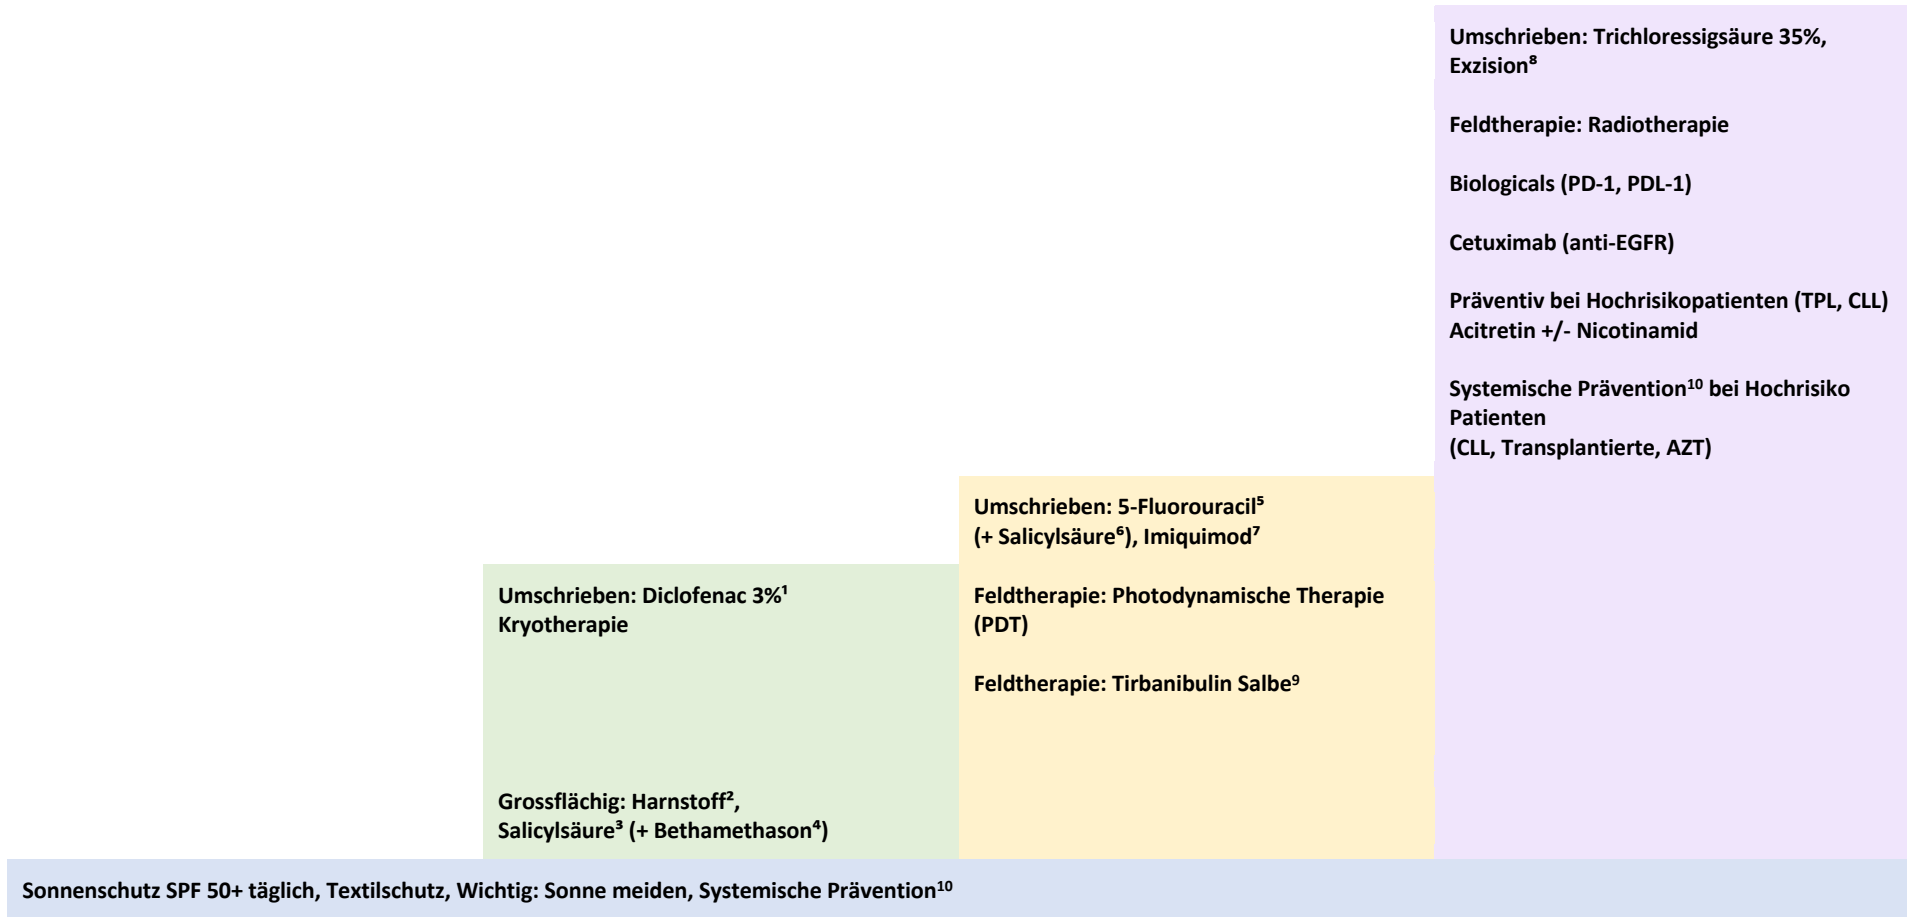 Umschrieben: Trichloressigsäure 35%,
Exzision⁸
Feldtherapie: Radiotherapie
Biologicals (PD-1, PDL-1)
Cetuximab (anti-EGFR)
Präventiv bei Hochrisikopatienten (TPL, CLL)
Acitretin +/- Nicotinamid
Systemische Prävention¹⁰ bei Hochrisiko
Patienten
(CLL, Transplantierte, AZT)
Umschrieben: 5-Fluorouracil⁵
(+ Salicylsäure⁶), Imiquimod⁷
Feldtherapie: Photodynamische Therapie
(PDT)
Feldtherapie: Tirbanibulin Salbe⁹
Umschrieben: Diclofenac 3%¹
Kryotherapie
Grossflächig: Harnstoff²,
Salicylsäure³ (+ Bethamethason⁴)
Sonnenschutz SPF 50+ täglich, Textilschutz, Wichtig: Sonne meiden, Systemische Prävention¹⁰